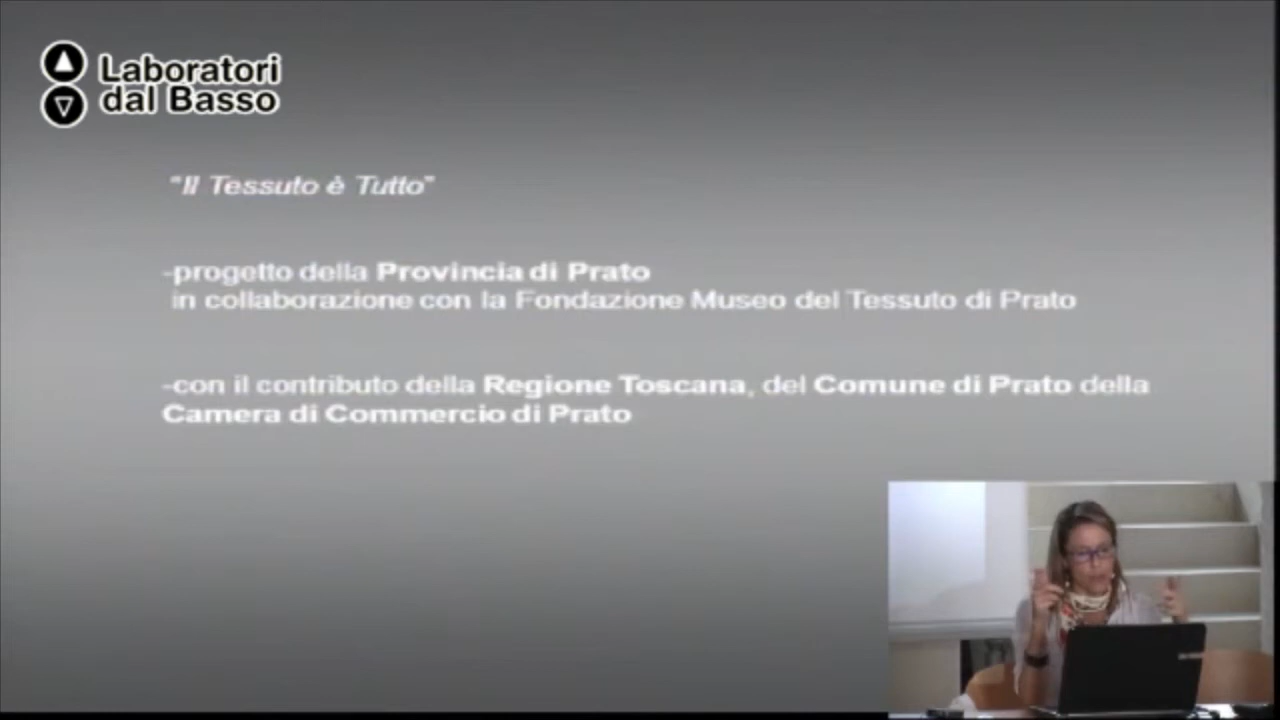 Laboratori
dal Basso
"Il Tessuto è Tutto"
-progetto della Provincia di Prato
in collaborazione con la Fondazione Museo del Tessuto di Prato
-con il contributo della Regione Toscana, del Comune di Prato della
Camera di Commercio di Prato